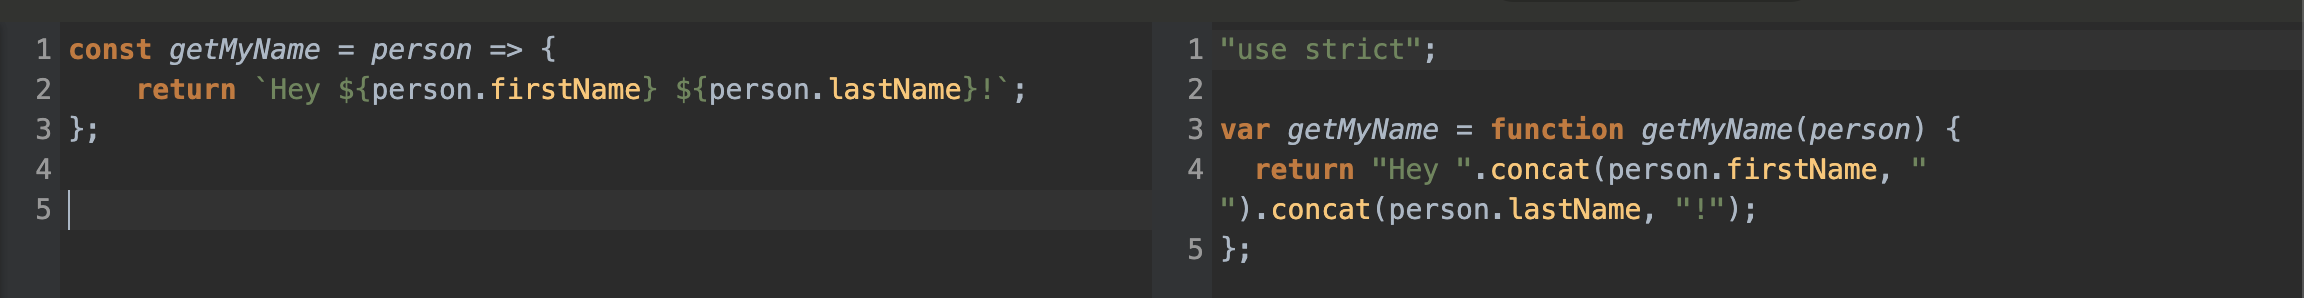 1 const getMyName = person => {
2     return `Hey ${person.firstName} ${person.lastName}!`;
3 };
4
5
1 "use strict";
2
3 var getMyName = function getMyName(person) {
4   return "Hey ".concat(person.firstName, "
").concat(person.lastName, "!");
5 };